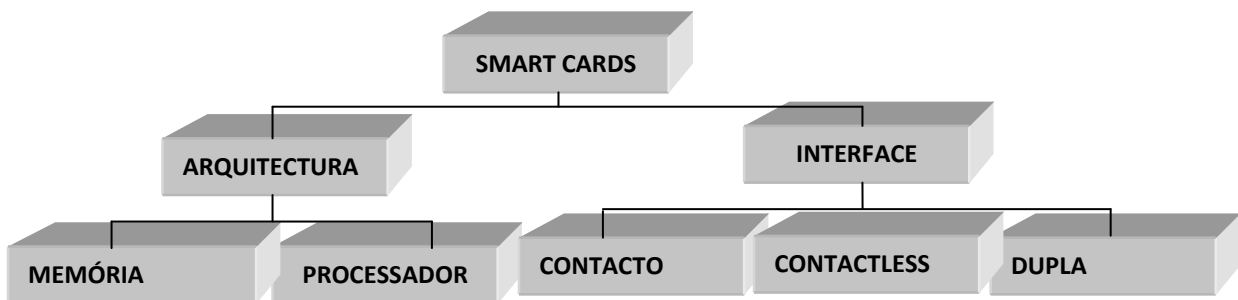 SMART CARDS
ARQUITECTURA
INTERFACE
MEMÓRIA
PROCESSADOR
CONTACTO
CONTACTLESS
DUPLA